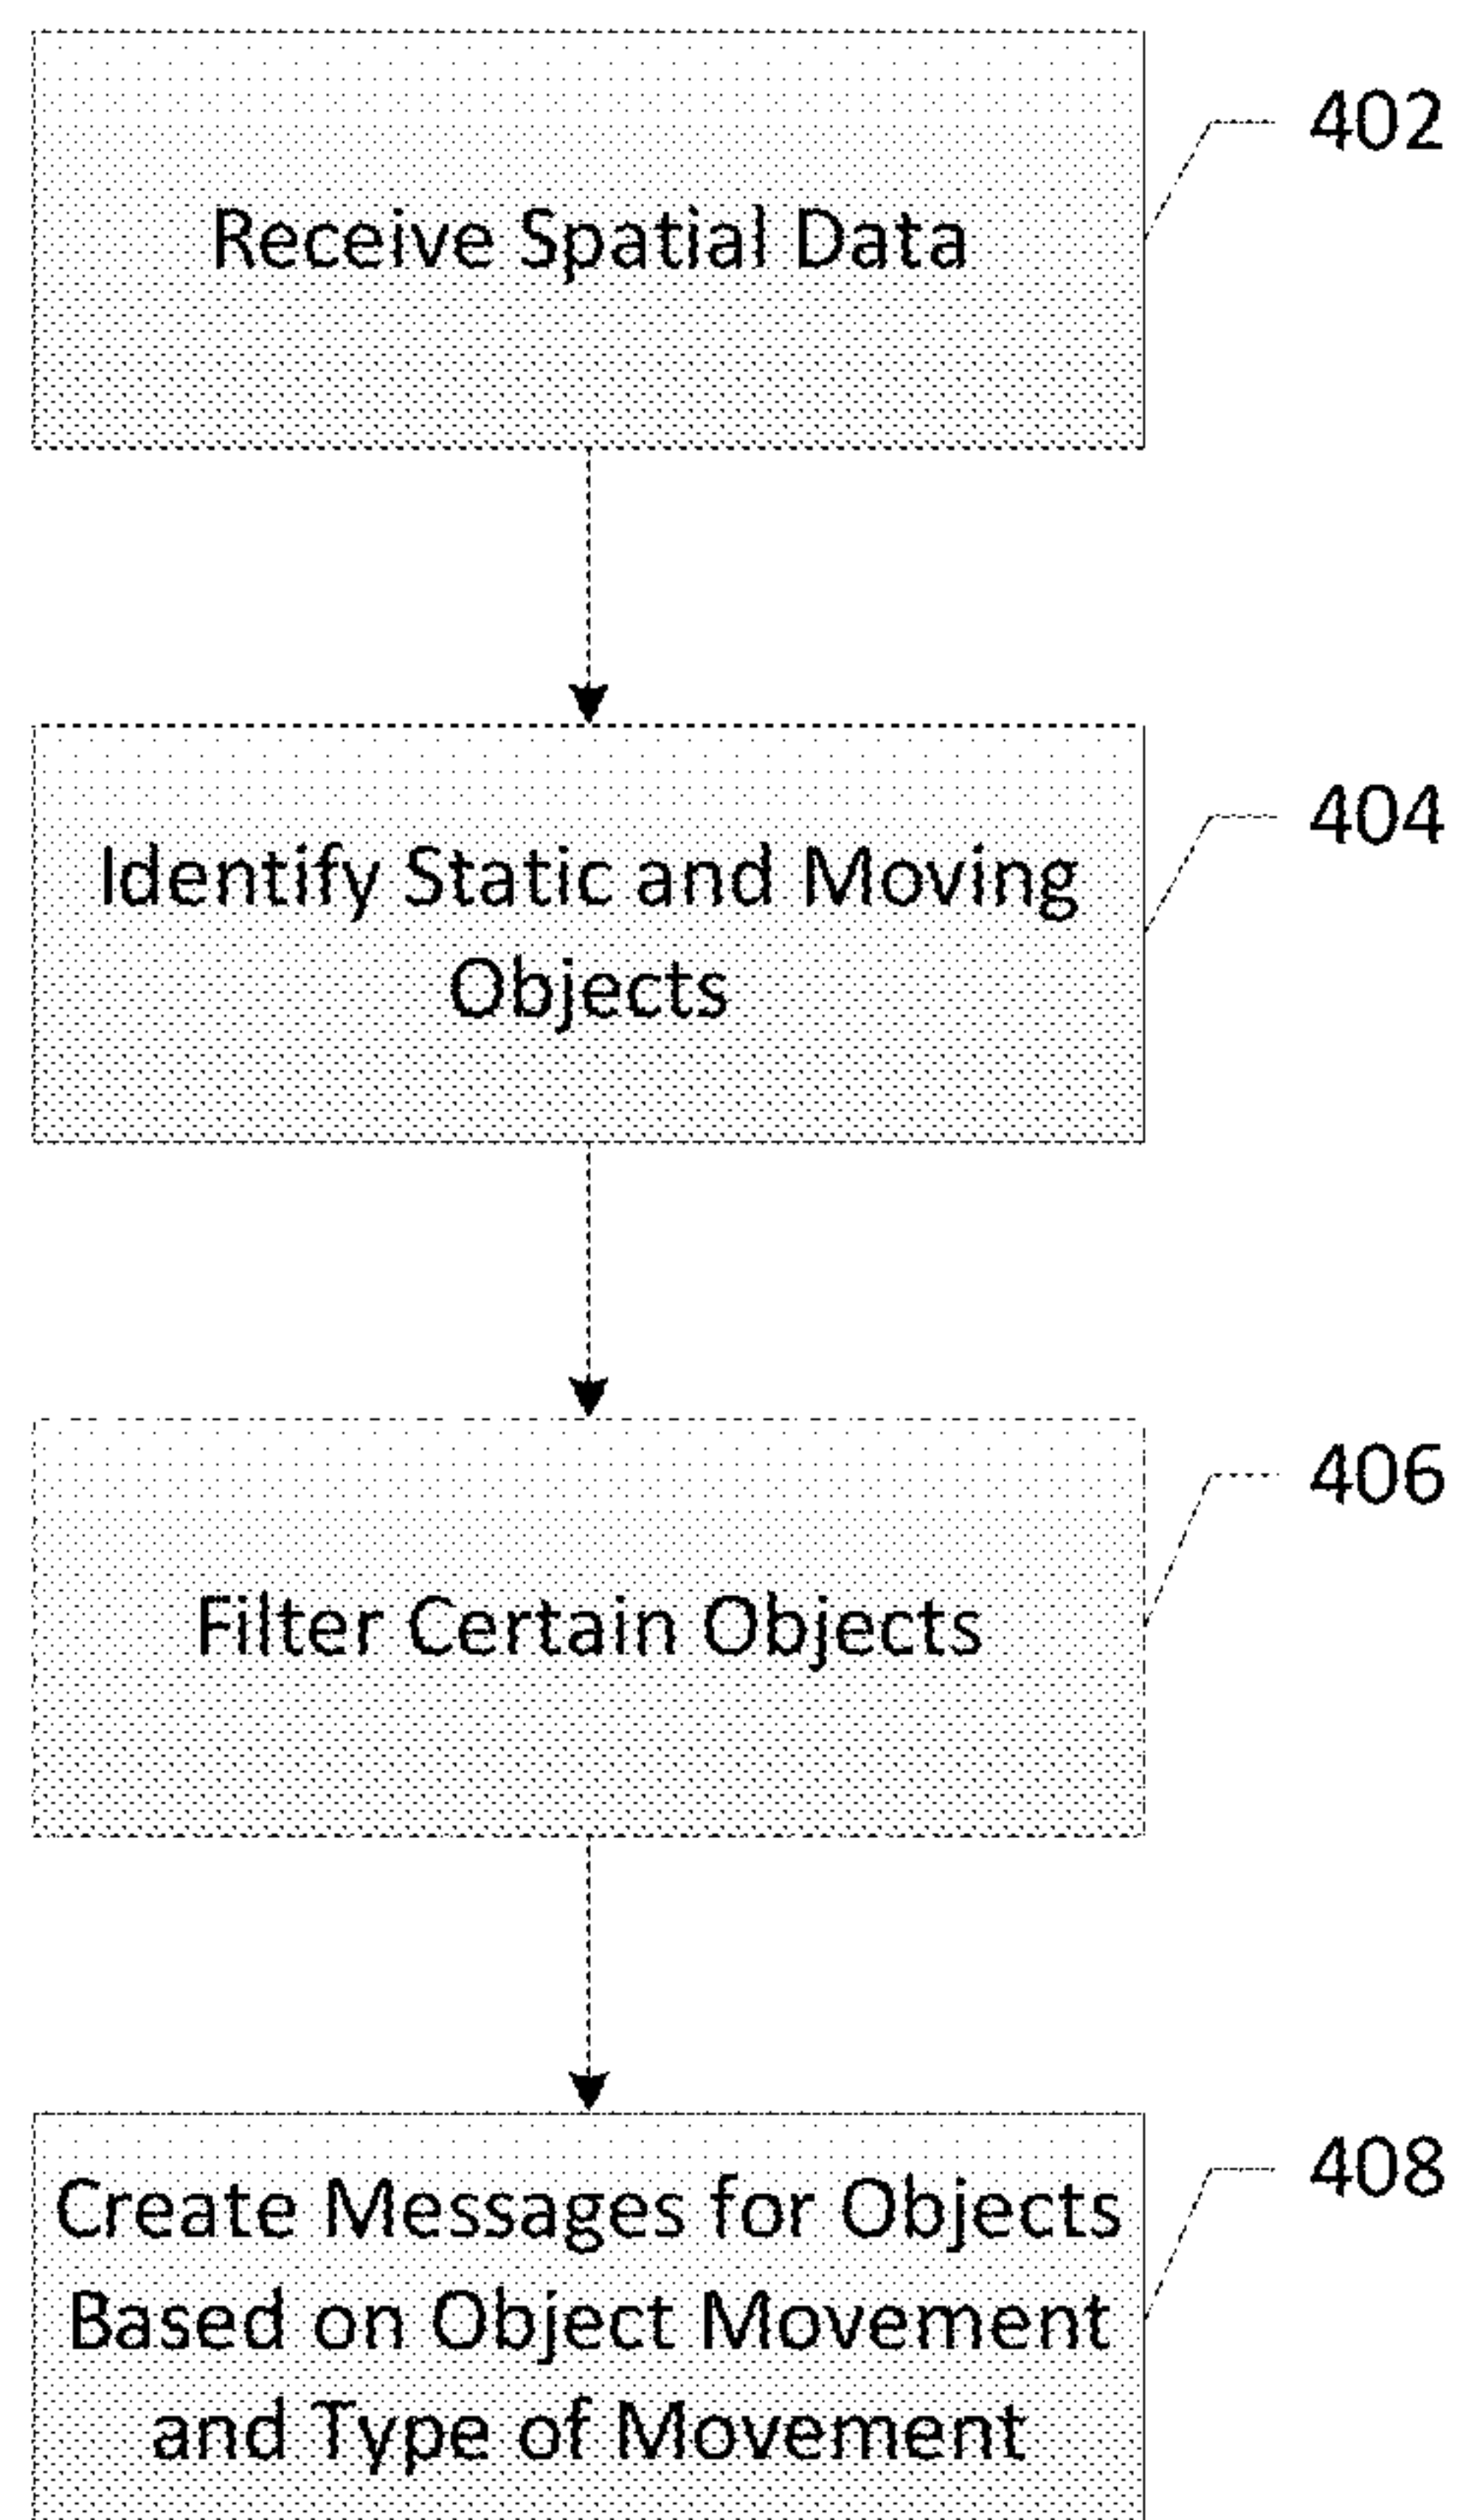 402
Receive Spatial Data
404
Identify Static and Moving
Objects
406
Filter Certain Objects
408
Create Messages for Objects
Based on Object Movement
and Type of Movement